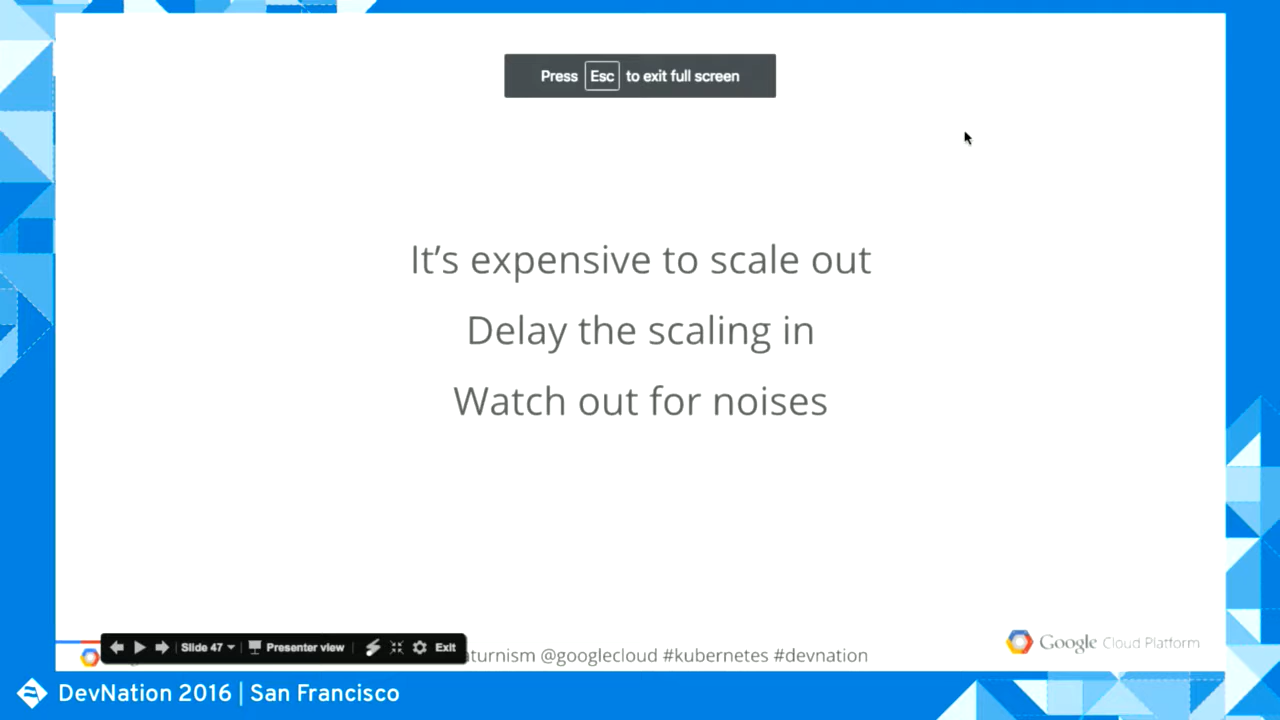 Press Esc to exit full screen
It’s expensive to scale out
Delay the scaling in
Watch out for noises
Slide 47 Presenter view Exit
@googlecloud #kubernetes #devnation
Google Cloud Platform
DevNation 2016 | San Francisco